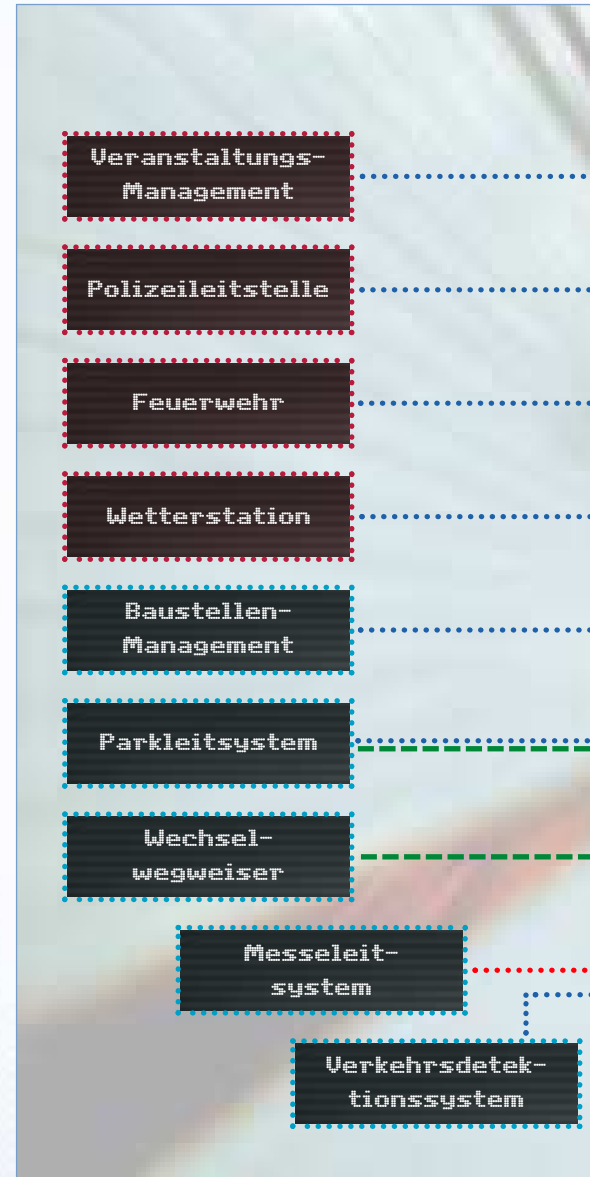 Veranstaltungs-
Management
Polizeileitstelle
Feuerwehr
Wetterstation
Baustellen-
Management
Parkleitsystem
Wechsel-
wegweiser
Messeleit-
system
Verkehrsdetek-
tionssystem